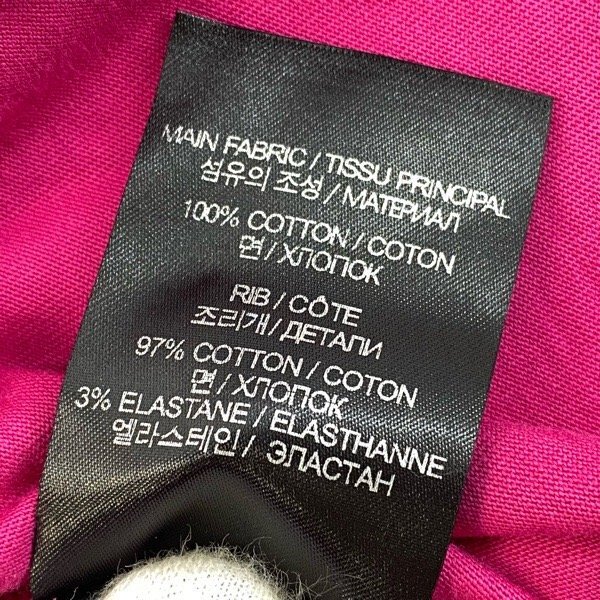 MAIN FABRIC / TISSU PRINCIPAL
섬유의 조성 / МАТЕРИАЛ
100% COTTON / COTON
면 / ХЛОПОК
RIB / CÔTE
조리개 / ДЕТАЛИ
97% COTTON / COTON
면 / ХЛОПОК
3% ELASTANE / ELASTHANNE
엘라스테인 / ЭЛАСТАН